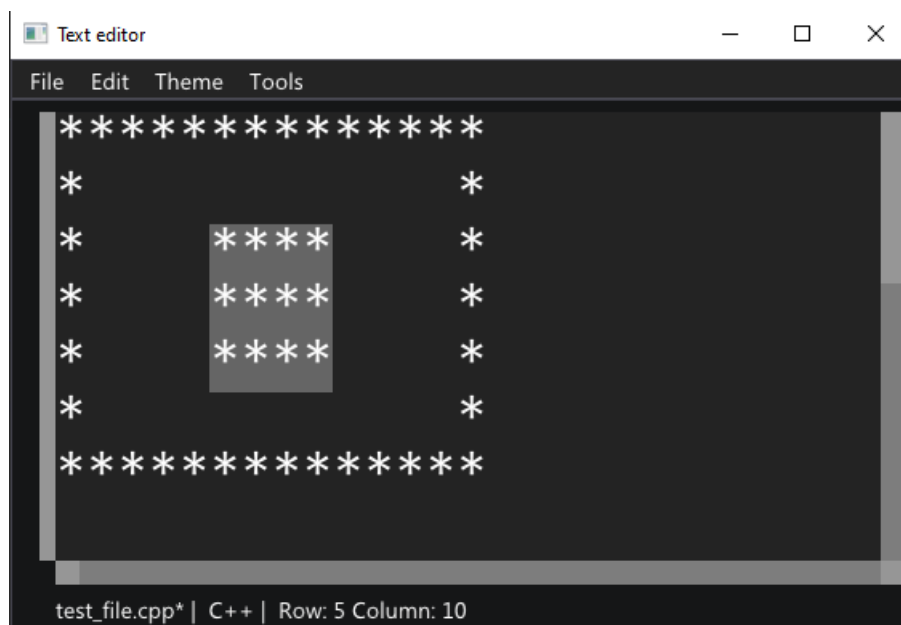 Text editor
File Edit Theme Tools
**************
*            *
*    ****    *
*    ****    *
*    ****    *
*            *
**************
test_file.cpp* | C++ | Row: 5 Column: 10